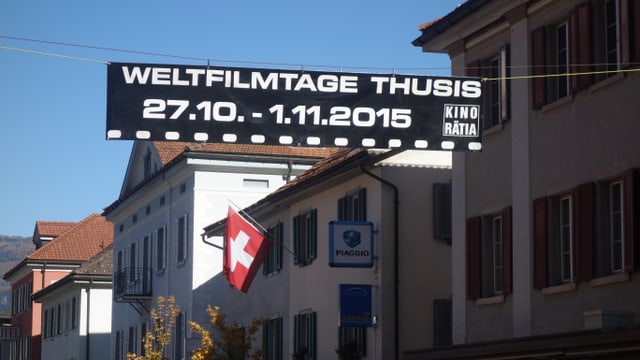 WELTFILMTAGE THUSIS
27.10. - 1.11.2015
KINO
RÄTIA
PIAGGIO